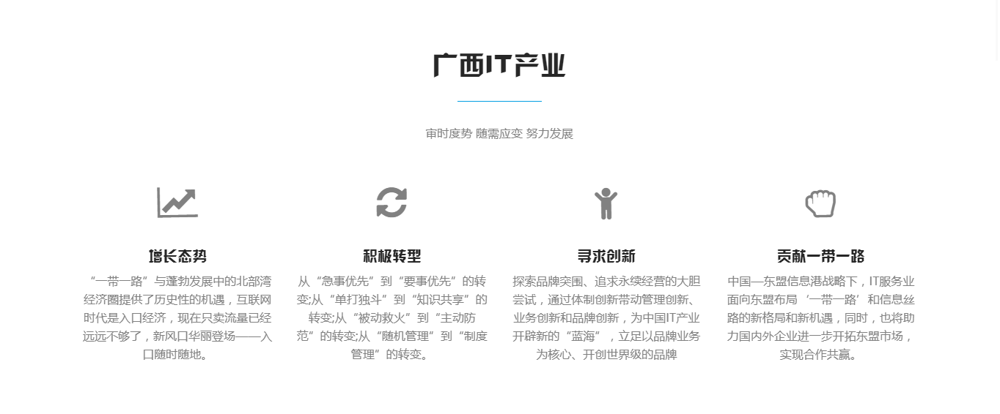 广西IT产业
审时度势 随需应变 努力发展
增长态势
“一带一路”与蓬勃发展中的北部湾
经济圈提供了历史性的机遇，互联网
时代是入口经济，现在只卖流量已经
远远不够了，新风口华丽登场——入
口随时随地。
积极转型
从“急事优先”到“要事优先”的转
变;从“单打独斗”到“知识共享”的
转变;从“被动救火”到“主动防
范”的转变;从“随机管理”到“制度
管理”的转变。
寻求创新
探索品牌突围、追求永续经营的大胆
尝试，通过体制创新带动管理创新、
业务创新和品牌创新，为中国IT产业
开辟新的“蓝海”，立足以品牌业务
为核心、开创世界级的品牌
贡献一带一路
中国—东盟信息港战略下，IT服务业
面向东盟布局‘一带一路’和信息丝
路的新格局和新机遇，同时，也将助
力国内外企业进一步开拓东盟市场，
实现合作共赢。